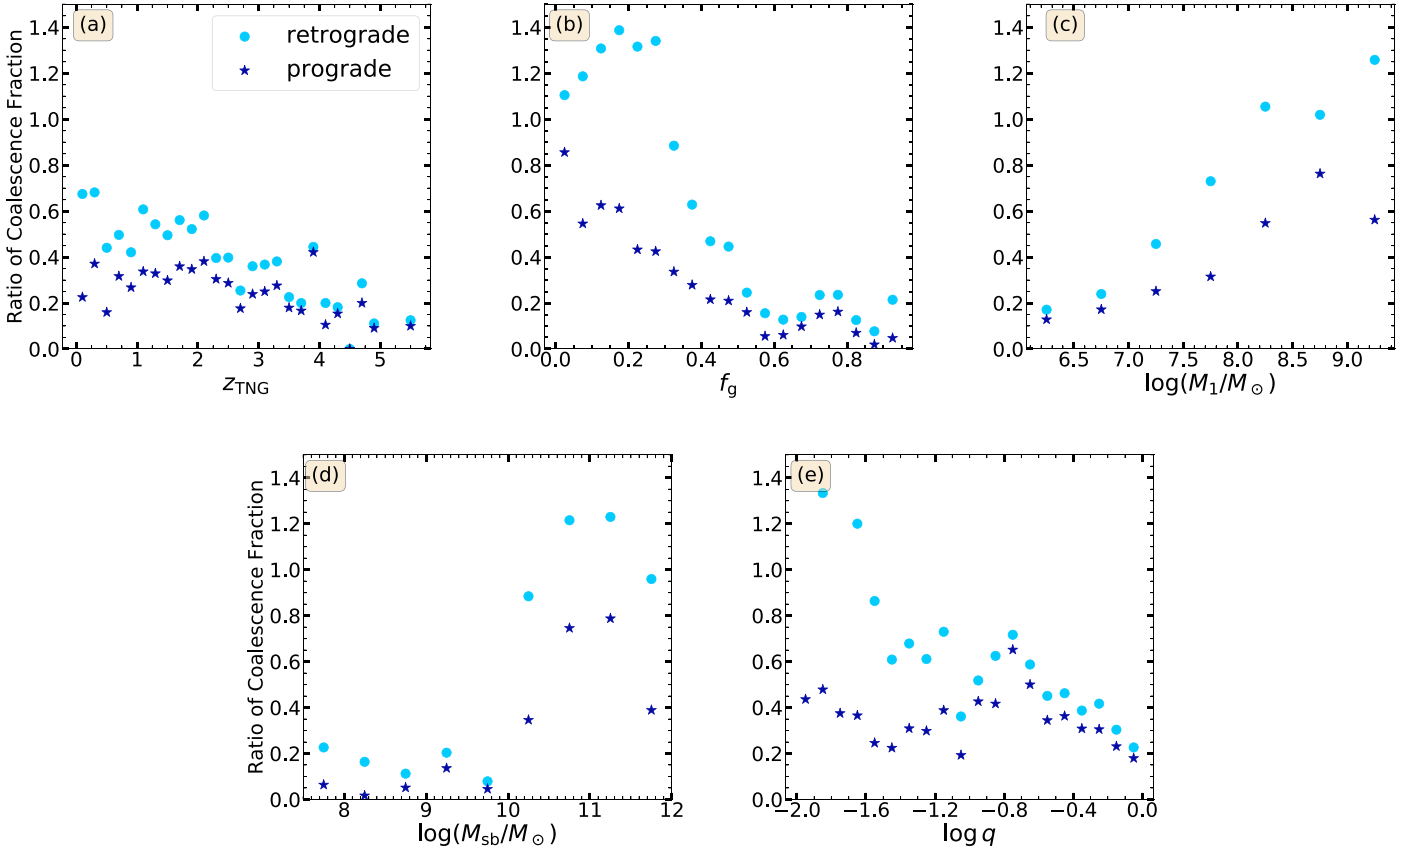 (a)
retrograde
prograde
Ratio of Coalescence Fraction
1.4
1.2
1.0
0.8
0.6
0.4
0.2
0.0
0 1 2 3 4 5
z_TNG
(b)
1.4
1.2
1.0
0.8
0.6
0.4
0.2
0.0
0.0 0.2 0.4 0.6 0.8
f_g
(c)
1.4
1.2
1.0
0.8
0.6
0.4
0.2
0.0
6.5 7.0 7.5 8.0 8.5 9.0
log(M₁/M⊙)
(d)
Ratio of Coalescence Fraction
1.4
1.2
1.0
0.8
0.6
0.4
0.2
0.0
8 9 10 11 12
log(M_sb/M⊙)
(e)
1.4
1.2
1.0
0.8
0.6
0.4
0.2
0.0
−2.0 −1.6 −1.2 −0.8 −0.4 0.0
log q